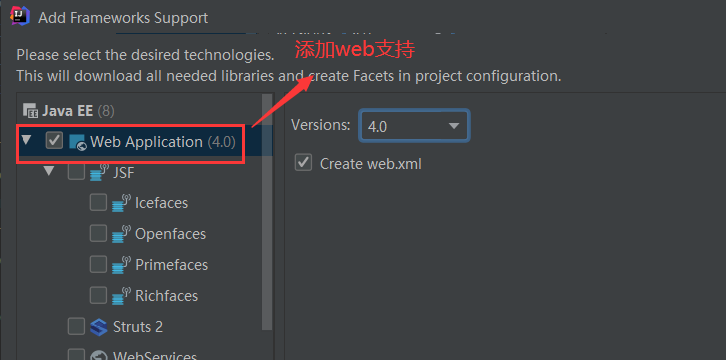 Add Frameworks Support
Please select the desired technologies.
添加web支持
This will download all needed libraries and create Facets in project configuration.
Java EE (8)
Web Application (4.0)
JSF
Icefaces
Openfaces
Primefaces
Richfaces
Struts 2
WebServices
Versions: 4.0
Create web.xml